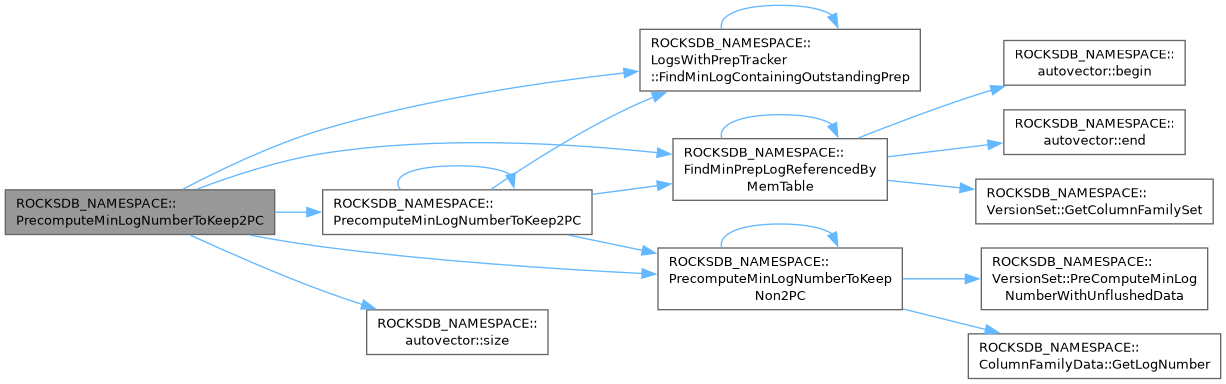 ROCKSDB_NAMESPACE::
PrecomputeMinLogNumberToKeep2PC
ROCKSDB_NAMESPACE::
LogsWithPrepTracker
::FindMinLogContainingOutstandingPrep
ROCKSDB_NAMESPACE::
FindMinPrepLogReferencedBy
MemTable
ROCKSDB_NAMESPACE::
PrecomputeMinLogNumberToKeep2PC
ROCKSDB_NAMESPACE::
PrecomputeMinLogNumberToKeep
Non2PC
ROCKSDB_NAMESPACE::
autovector::size
ROCKSDB_NAMESPACE::
autovector::begin
ROCKSDB_NAMESPACE::
autovector::end
ROCKSDB_NAMESPACE::
VersionSet::GetColumnFamilySet
ROCKSDB_NAMESPACE::
VersionSet::PreComputeMinLog
NumberWithUnflushedData
ROCKSDB_NAMESPACE::
ColumnFamilyData::GetLogNumber